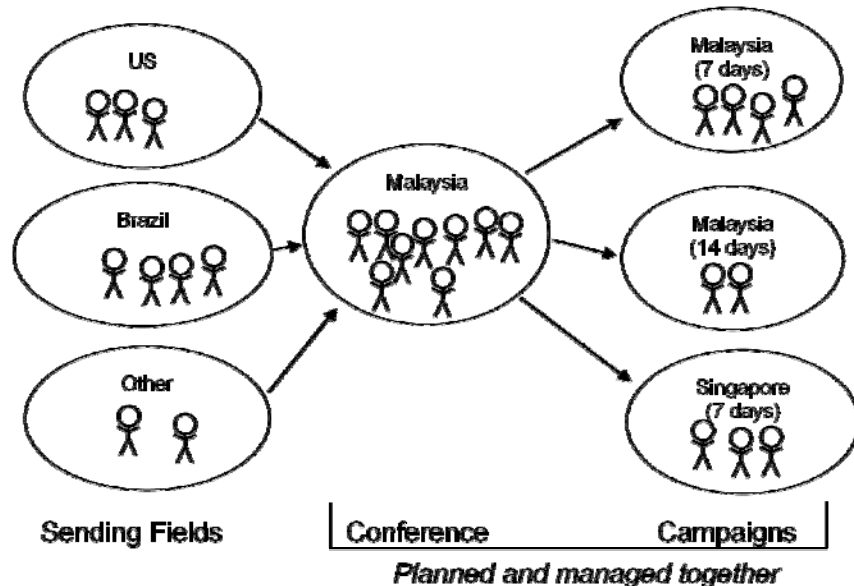 US
Brazil
Other
Malaysia
Malaysia
(7 days)
Malaysia
(14 days)
Singapore
(7 days)
Sending Fields
Conference
Campaigns
Planned and managed together